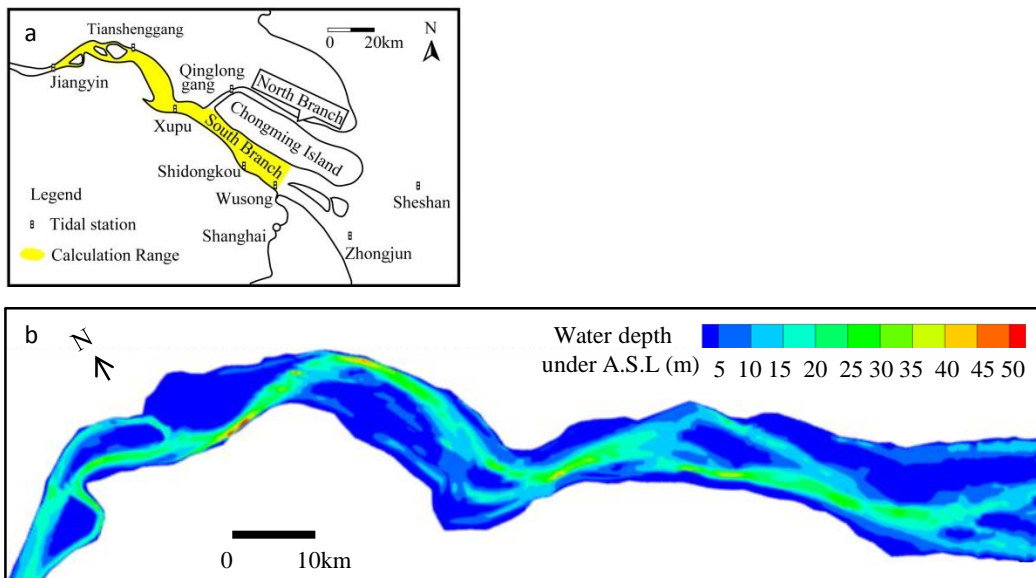 a
Tianshenggang
N
0 20km
Jiangyin
Qinglong
gang
North Branch
Chongming Island
Xupu
South Branch
Shidongkou
Legend
Wusong
Sheshan
Tidal station
Shanghai
Zhongjun
Calculation Range
b
N
Water depth
under A.S.L (m)
5 10 15 20 25 30 35 40 45 50
0 10km